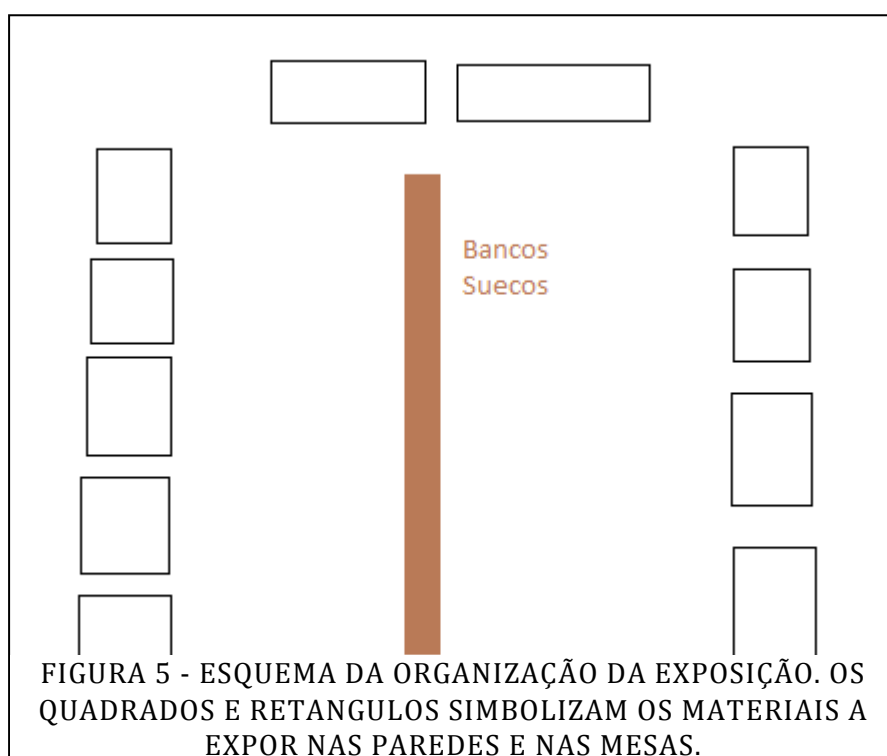 Bancos
Suecos
FIGURA 5 - ESQUEMA DA ORGANIZAÇÃO DA EXPOSIÇÃO. OS
QUADRADOS E RETANGULOS SIMBOLIZAM OS MATERIAIS A
EXPOR NAS PAREDES E NAS MESAS.